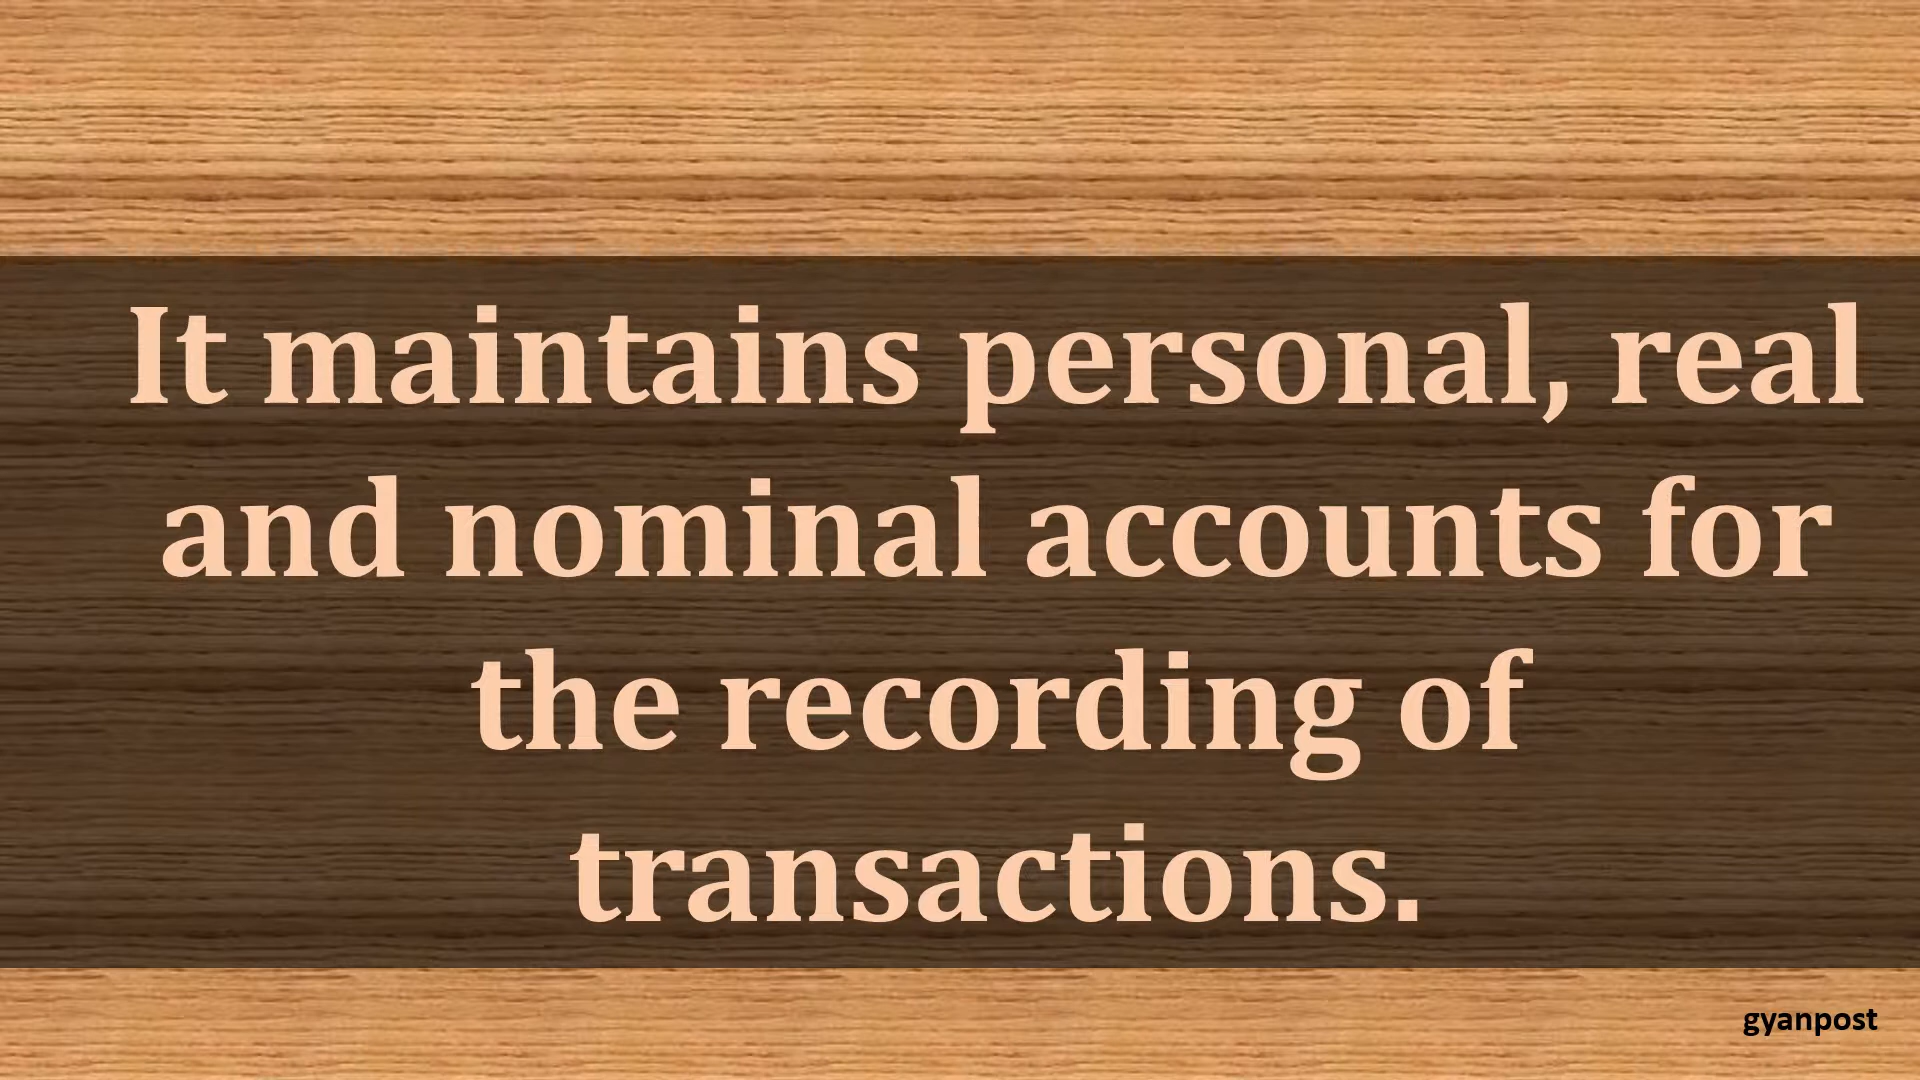 It maintains personal, real
and nominal accounts for
the recording of
transactions.
gyanpost